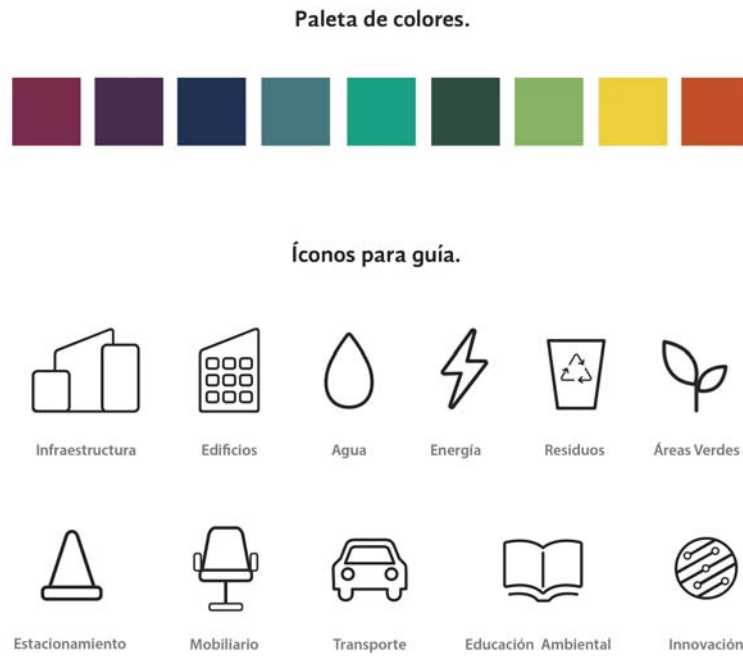 Paleta de colores.
Íconos para guía.
Infraestructura Edificios Agua Energía Residuos Áreas Verdes
Estacionamiento Mobiliario Transporte Educación Ambiental Innovación